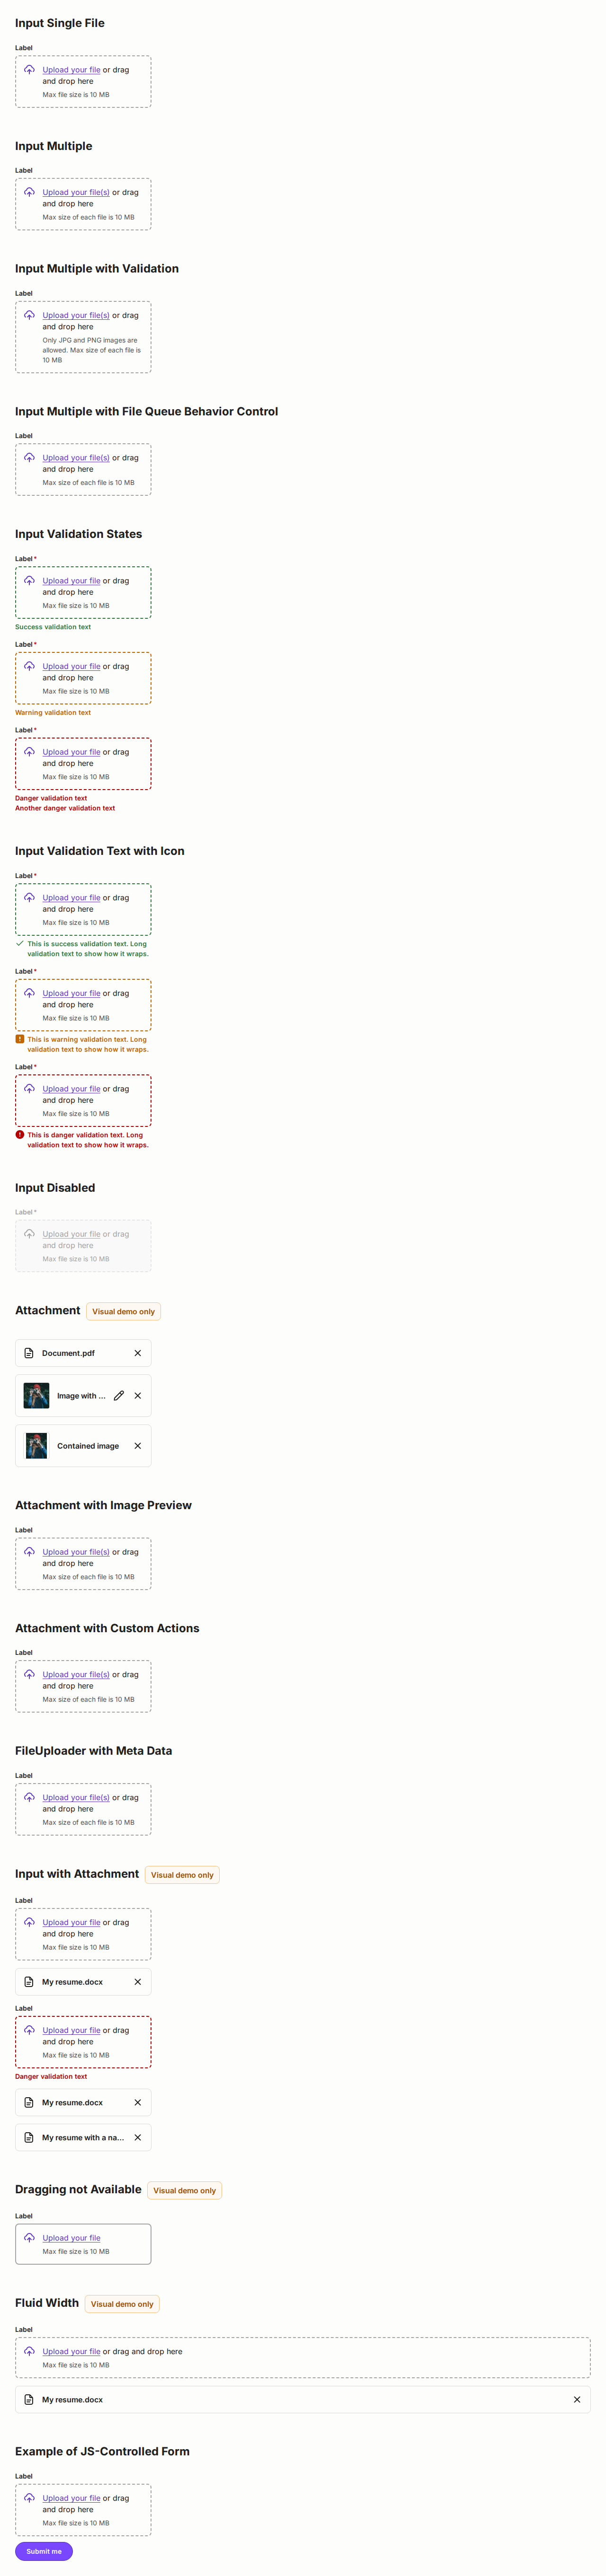 Input Single File
Label
Upload your file or drag
and drop here
Max file size is 10 MB
Input Multiple
Label
Upload your file(s) or drag
and drop here
Max size of each file is 10 MB
Input Multiple with Validation
Label
Upload your file(s) or drag
and drop here
Only JPG and PNG images are
allowed. Max size of each file is
10 MB
Input Multiple with File Queue Behavior Control
Label
Upload your file(s) or drag
and drop here
Max size of each file is 10 MB
Input Validation States
Label*
Upload your file or drag
and drop here
Max file size is 10 MB
Success validation text
Label*
Upload your file or drag
and drop here
Max file size is 10 MB
Warning validation text
Label*
Upload your file or drag
and drop here
Max file size is 10 MB
Danger validation text
Another danger validation text
Input Validation Text with Icon
Label*
Upload your file or drag
and drop here
Max file size is 10 MB
This is success validation text. Long
validation text to show how it wraps.
Label*
Upload your file or drag
and drop here
Max file size is 10 MB
This is warning validation text. Long
validation text to show how it wraps.
Label*
Upload your file or drag
and drop here
Max file size is 10 MB
This is danger validation text. Long
validation text to show how it wraps.
Input Disabled
Label*
Upload your file or drag
and drop here
Max file size is 10 MB
Attachment Visual demo only
Document.pdf
Image with ...
Contained image
Attachment with Image Preview
Label
Upload your file(s) or drag
and drop here
Max size of each file is 10 MB
Attachment with Custom Actions
Label
Upload your file(s) or drag
and drop here
Max size of each file is 10 MB
FileUploader with Meta Data
Label
Upload your file(s) or drag
and drop here
Max size of each file is 10 MB
Input with Attachment Visual demo only
Label
Upload your file or drag
and drop here
Max file size is 10 MB
My resume.docx
Label
Upload your file or drag
and drop here
Max file size is 10 MB
Danger validation text
My resume.docx
My resume with a na...
Dragging not Available Visual demo only
Label
Upload your file
Max file size is 10 MB
Fluid Width Visual demo only
Label
Upload your file or drag and drop here
Max file size is 10 MB
My resume.docx
Example of JS-Controlled Form
Label
Upload your file or drag
and drop here
Max file size is 10 MB
Submit me